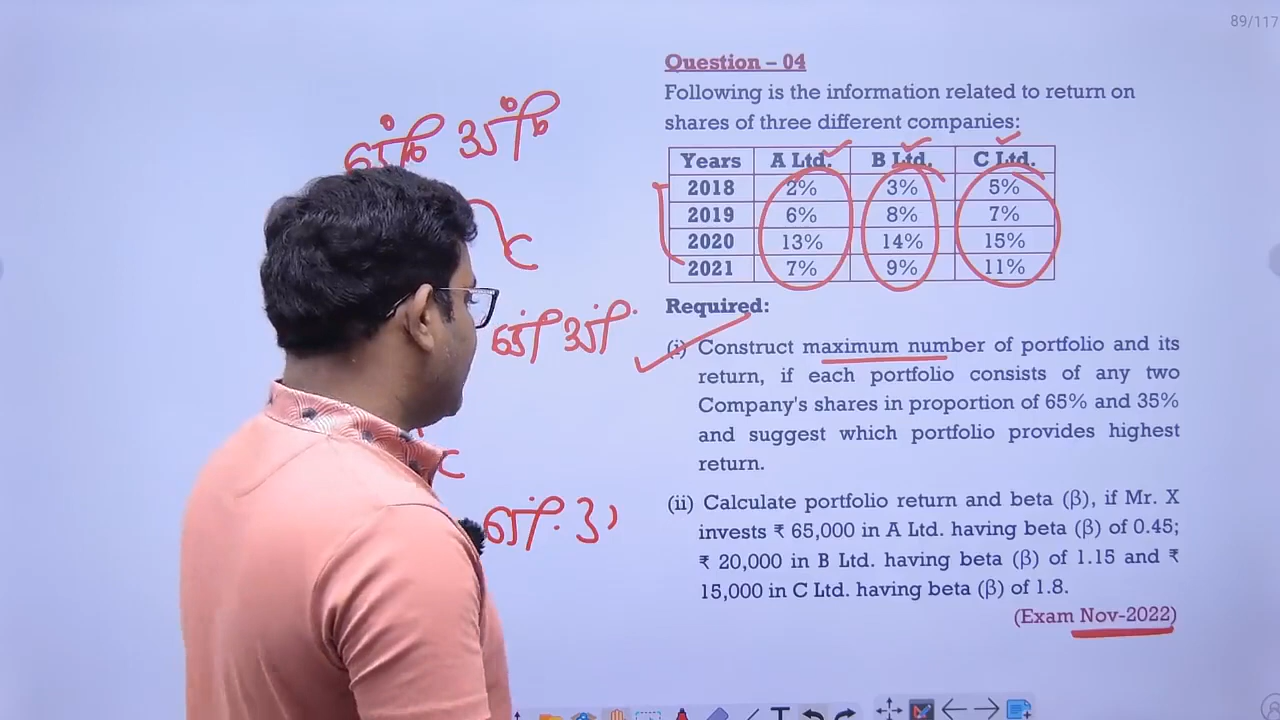 89/117
Question – 04
Following is the information related to return on
shares of three different companies:
Years A Ltd. B Ltd. C Ltd.
2018 2% 3% 5%
2019 6% 8% 7%
2020 13% 14% 15%
2021 7% 9% 11%
Required:
(i) Construct maximum number of portfolio and its
return, if each portfolio consists of any two
Company's shares in proportion of 65% and 35%
and suggest which portfolio provides highest
return.
(ii) Calculate portfolio return and beta (β), if Mr. X
invests ₹ 65,000 in A Ltd. having beta (β) of 0.45;
₹ 20,000 in B Ltd. having beta (β) of 1.15 and ₹
15,000 in C Ltd. having beta (β) of 1.8.
(Exam Nov-2022)
65% 35%
C
65% 35%
C
65%